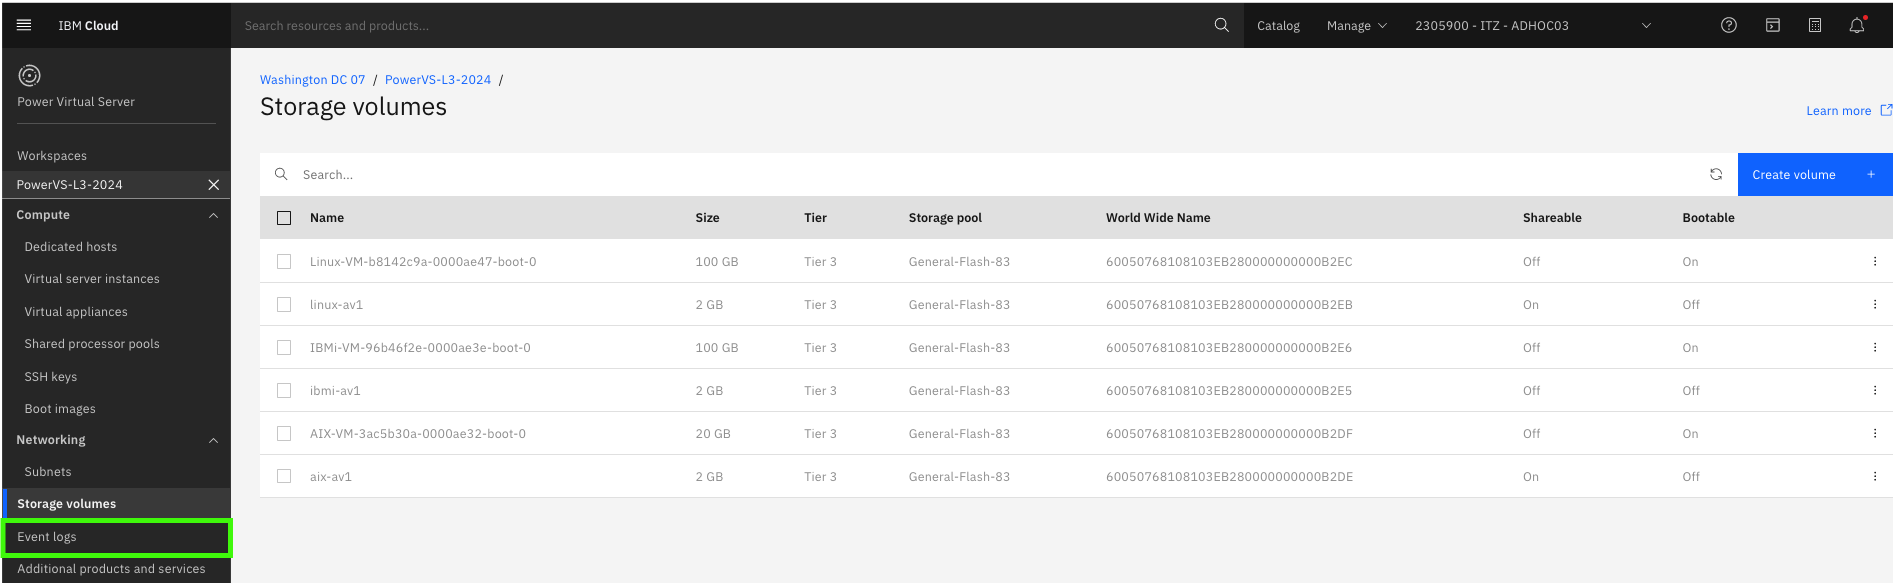 IBM Cloud
Search resources and products...
Catalog
Manage
2305900 - ITZ - ADHOC03
Power Virtual Server
Workspaces
PowerVS-L3-2024
Compute
Dedicated hosts
Virtual server instances
Virtual appliances
Shared processor pools
SSH keys
Boot images
Networking
Subnets
Storage volumes
Event logs
Additional products and services
Washington DC 07 / PowerVS-L3-2024 /
Storage volumes
Learn more
Search...
Create volume +
Name Size Tier Storage pool World Wide Name Shareable Bootable
Linux-VM-b8142c9a-0000ae47-boot-0 100 GB Tier 3 General-Flash-83 60050768108103EB280000000000B2EC Off On
linux-av1 2 GB Tier 3 General-Flash-83 60050768108103EB280000000000B2EB On Off
IBMi-VM-96b46f2e-0000ae3e-boot-0 100 GB Tier 3 General-Flash-83 60050768108103EB280000000000B2E6 Off On
ibmi-av1 2 GB Tier 3 General-Flash-83 60050768108103EB280000000000B2E5 Off Off
AIX-VM-3ac5b30a-0000ae32-boot-0 20 GB Tier 3 General-Flash-83 60050768108103EB280000000000B2DF Off On
aix-av1 2 GB Tier 3 General-Flash-83 60050768108103EB280000000000B2DE On Off